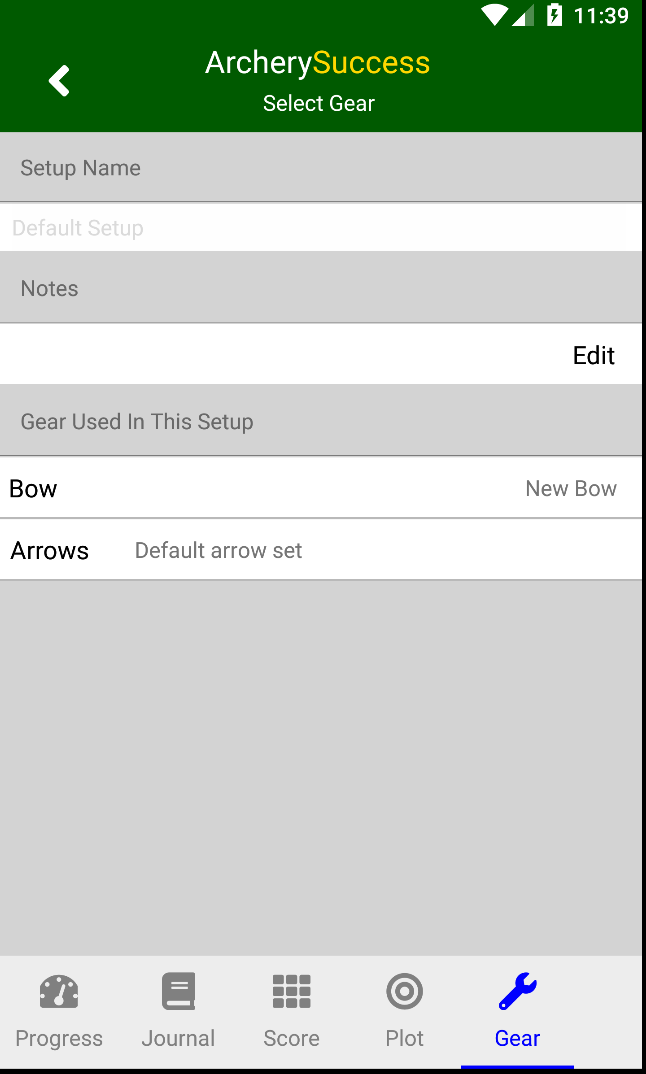 11:39
ArcherySuccess
Select Gear
Setup Name
Default Setup
Notes
Edit
Gear Used In This Setup
Bow New Bow
Arrows Default arrow set
Progress Journal Score Plot Gear